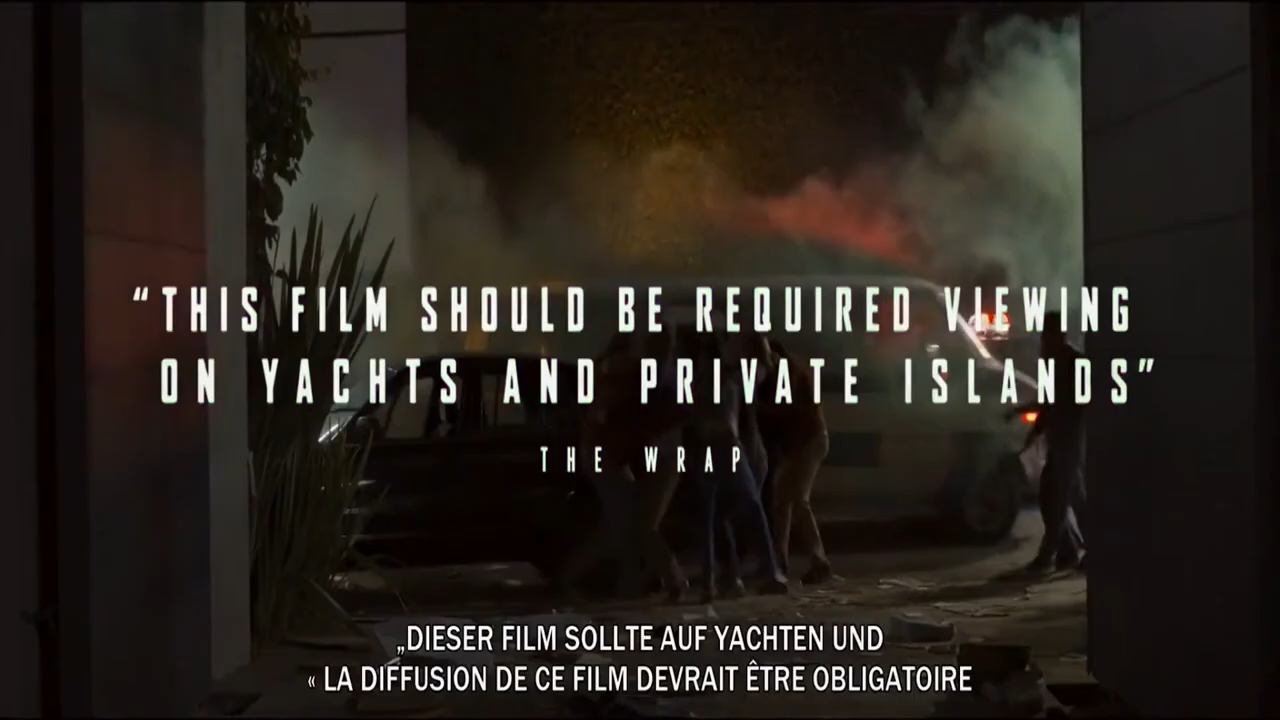 “THIS FILM SHOULD BE REQUIRED VIEWING
ON YACHTS AND PRIVATE ISLANDS”
THE WRAP
„DIESER FILM SOLLTE AUF YACHTEN UND
« LA DIFFUSION DE CE FILM DEVRAIT ÊTRE OBLIGATOIRE